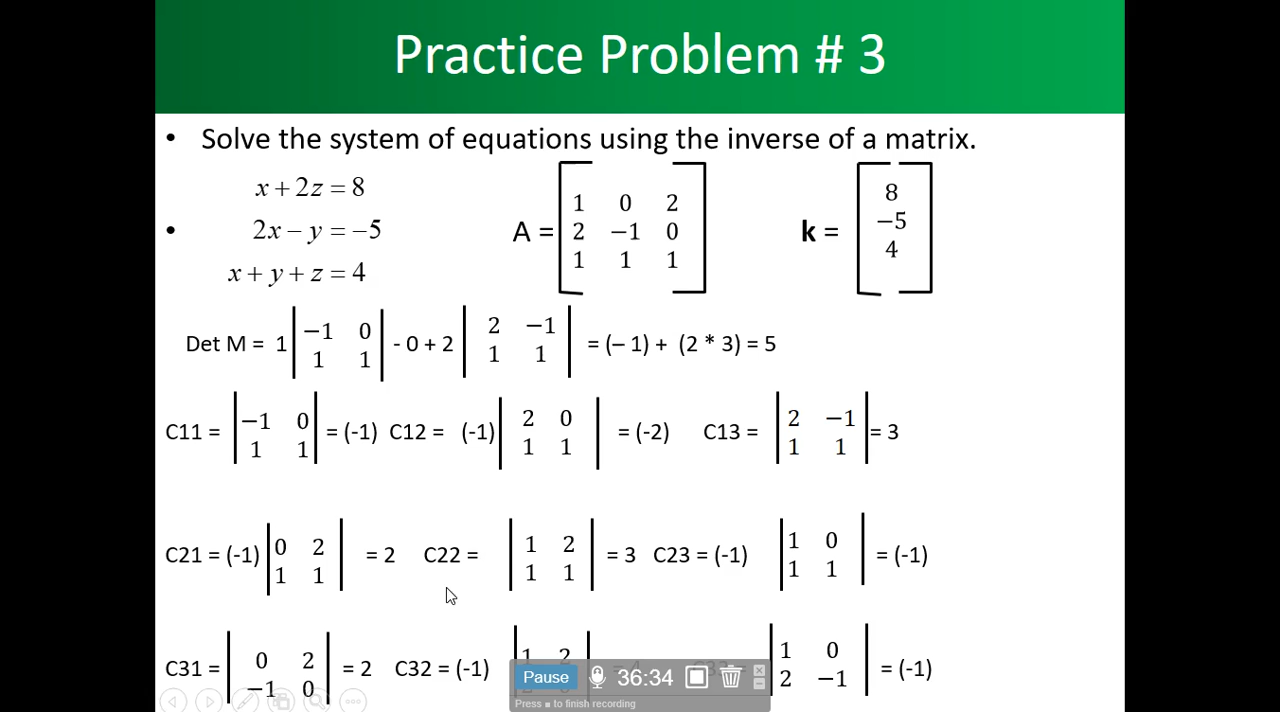 Practice Problem # 3
• Solve the system of equations using the inverse of a matrix.
x + 2z = 8
• 2x − y = −5
x + y + z = 4
A =
1 0 2
2 −1 0
1 1 1
k =
8
−5
4
Det M = 1 | −1 0 | - 0 + 2 | 2 −1 | = (– 1) + (2 * 3) = 5
1 1 1 1
C11 = | −1 0 | = (-1) C12 = (-1) | 2 0 | = (-2) C13 = | 2 −1 | = 3
1 1 1 1 1 1
C21 = (-1) | 0 2 | = 2 C22 = | 1 2 | = 3 C23 = (-1) | 1 0 | = (-1)
1 1 1 1 1 1
C31 = | 0 2 | = 2 C32 = (-1) | 1 2 | = 4 | 1 0 | = (-1)
−1 0 2 −1
Pause 36:34
Press ■ to finish recording